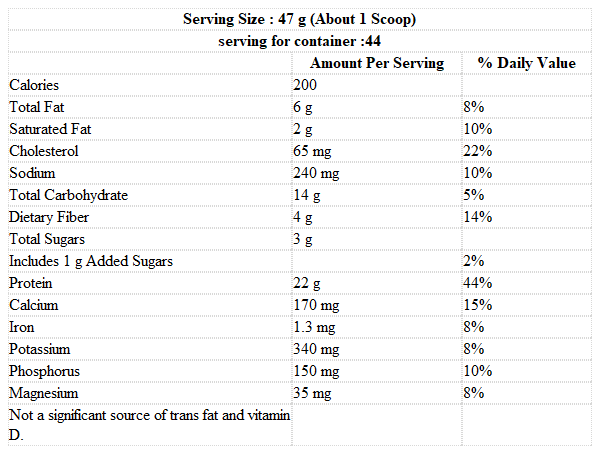 Serving Size : 47 g (About 1 Scoop)
serving for container :44
Amount Per Serving % Daily Value
Calories 200
Total Fat 6 g 8%
Saturated Fat 2 g 10%
Cholesterol 65 mg 22%
Sodium 240 mg 10%
Total Carbohydrate 14 g 5%
Dietary Fiber 4 g 14%
Total Sugars 3 g
Includes 1 g Added Sugars 2%
Protein 22 g 44%
Calcium 170 mg 15%
Iron 1.3 mg 8%
Potassium 340 mg 8%
Phosphorus 150 mg 10%
Magnesium 35 mg 8%
Not a significant source of trans fat and vitamin
D.